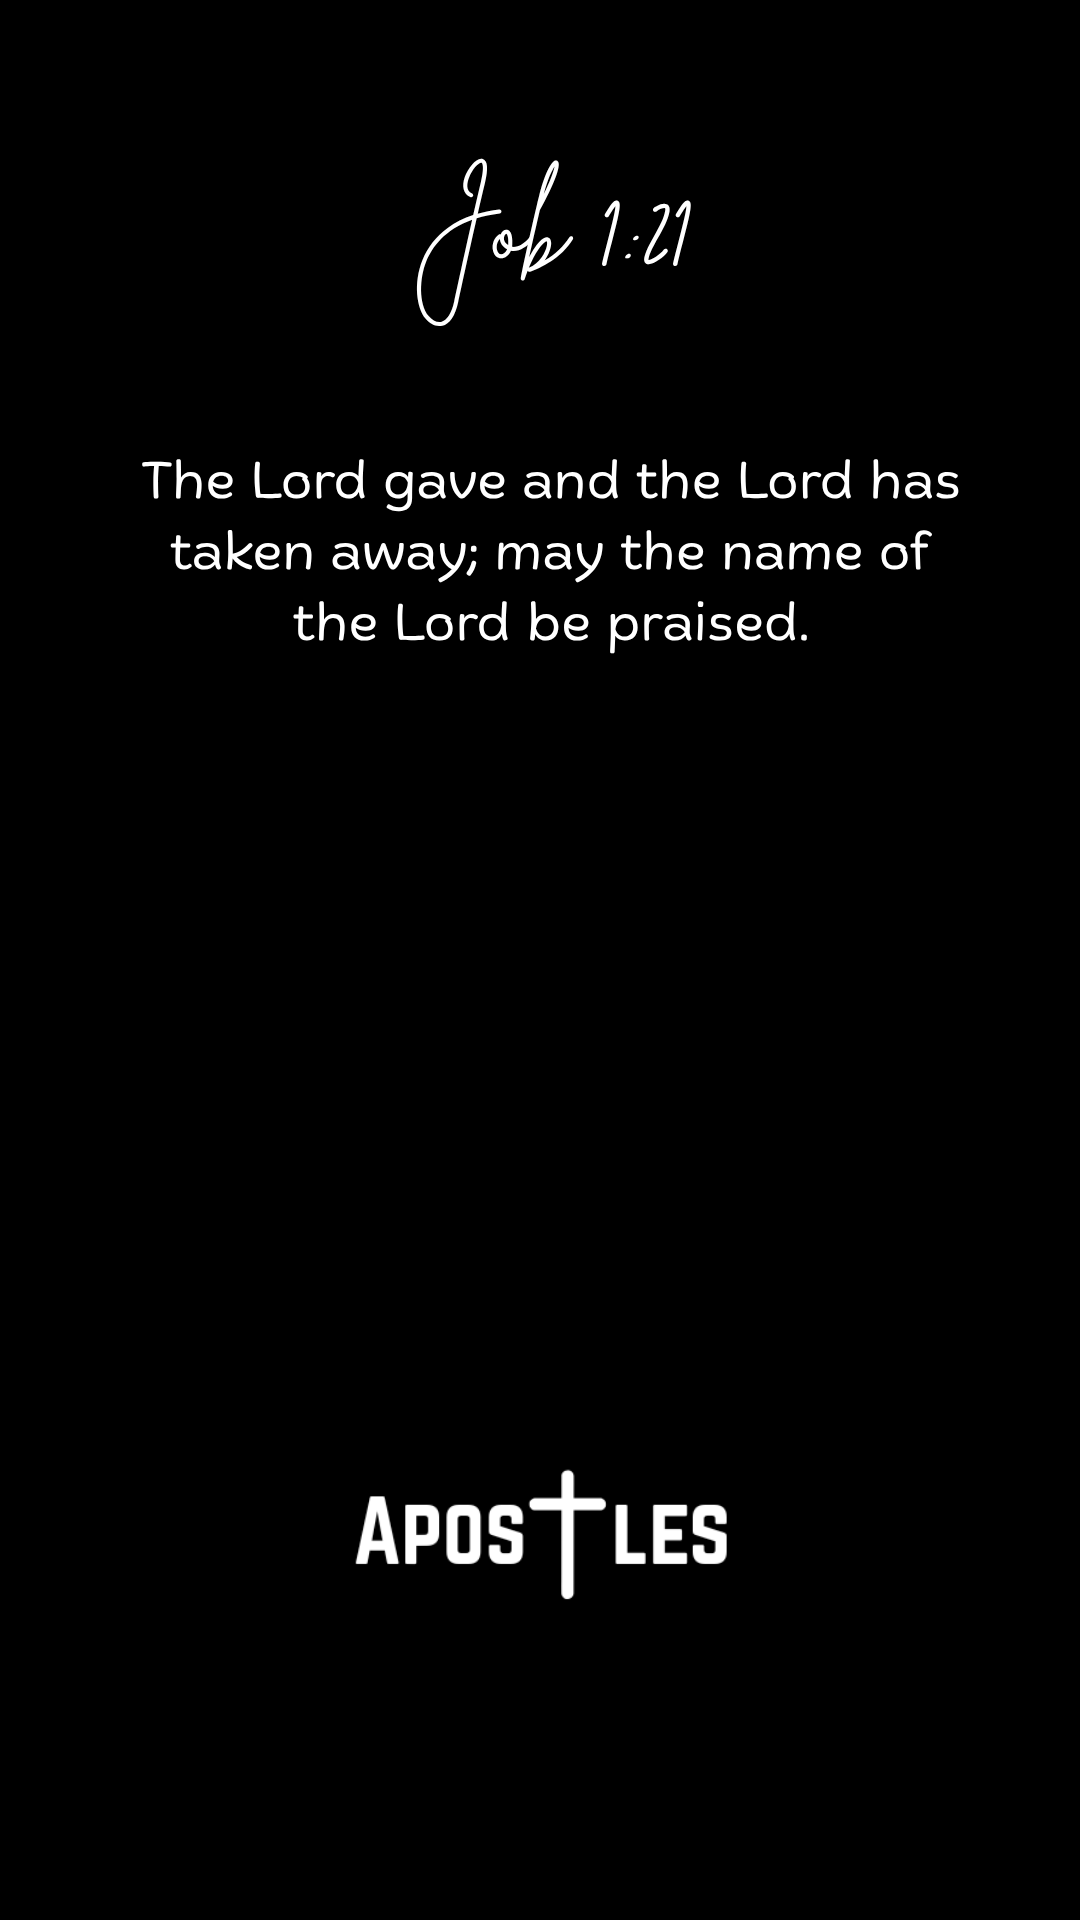 Job 1:21
The Lord gave and the Lord has
taken away; may the name of
the Lord be praised.
APOSTLES